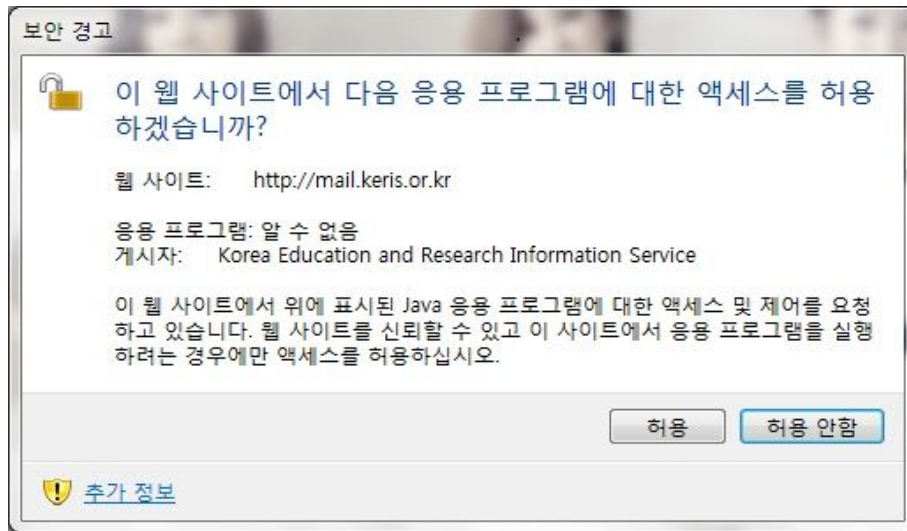 보안 경고
이 웹 사이트에서 다음 응용 프로그램에 대한 액세스를 허용
하겠습니까?
웹 사이트: http://mail.keris.or.kr
응용 프로그램: 알 수 없음
게시자: Korea Education and Research Information Service
이 웹 사이트에서 위에 표시된 Java 응용 프로그램에 대한 액세스 및 제어를 요청
하고 있습니다. 웹 사이트를 신뢰할 수 있고 이 사이트에서 응용 프로그램을 실행
하려는 경우에만 액세스를 허용하십시오.
허용 허용 안함
추가 정보